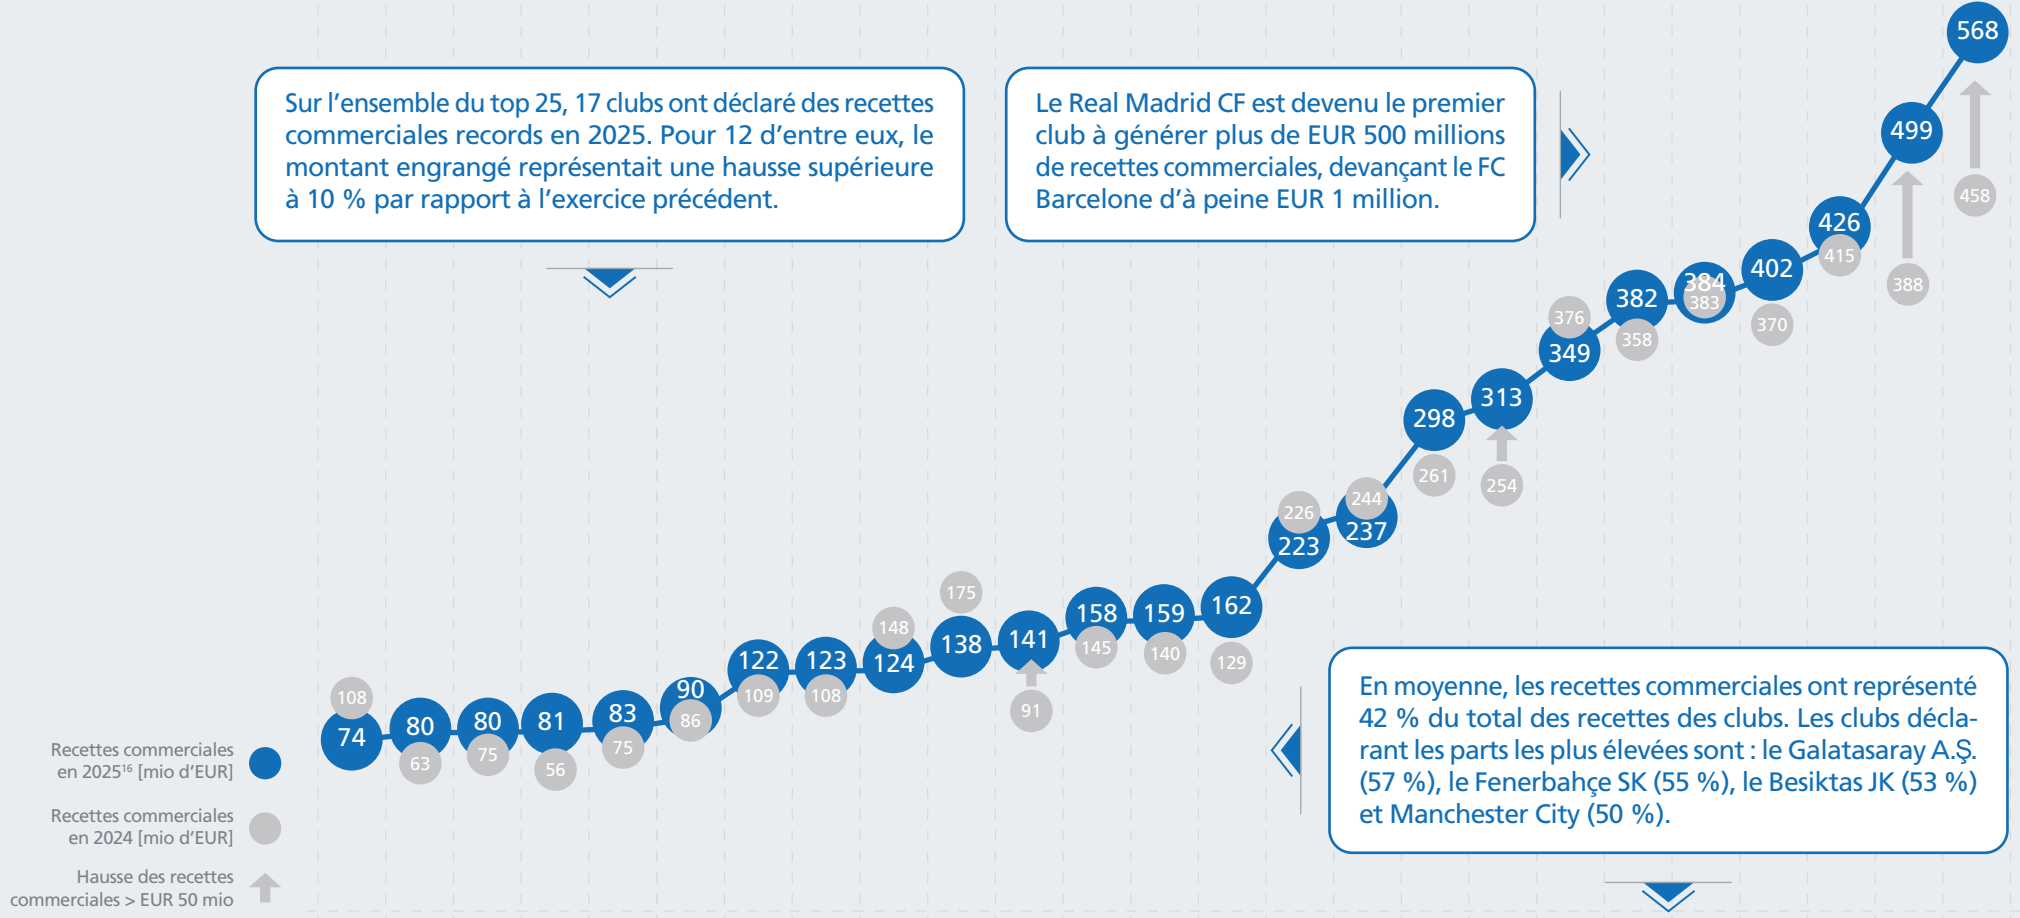 568
Sur l'ensemble du top 25, 17 clubs ont déclaré des recettes
commerciales records en 2025. Pour 12 d'entre eux, le
montant engrangé représentait une hausse supérieure
à 10 % par rapport à l'exercice précédent.
Le Real Madrid CF est devenu le premier
club à générer plus de EUR 500 millions
de recettes commerciales, devançant le FC
Barcelone d'à peine EUR 1 million.
499
458
426
415
402
388
384
383
382
370
376
358
349
313
298
261
254
244
237
226
223
175
162
159
158
148
145
141
140
138
129
124
123
122
109
108
91
90
86
108
83
81
80
80
75
75
74
63
56
En moyenne, les recettes commerciales ont représenté
42 % du total des recettes des clubs. Les clubs décla-
rant les parts les plus élevées sont : le Galatasaray A.Ş.
(57 %), le Fenerbahçe SK (55 %), le Besiktas JK (53 %)
et Manchester City (50 %).
Recettes commerciales
en 2025¹⁶ [mio d'EUR]
Recettes commerciales
en 2024 [mio d'EUR]
Hausse des recettes
commerciales > EUR 50 mio